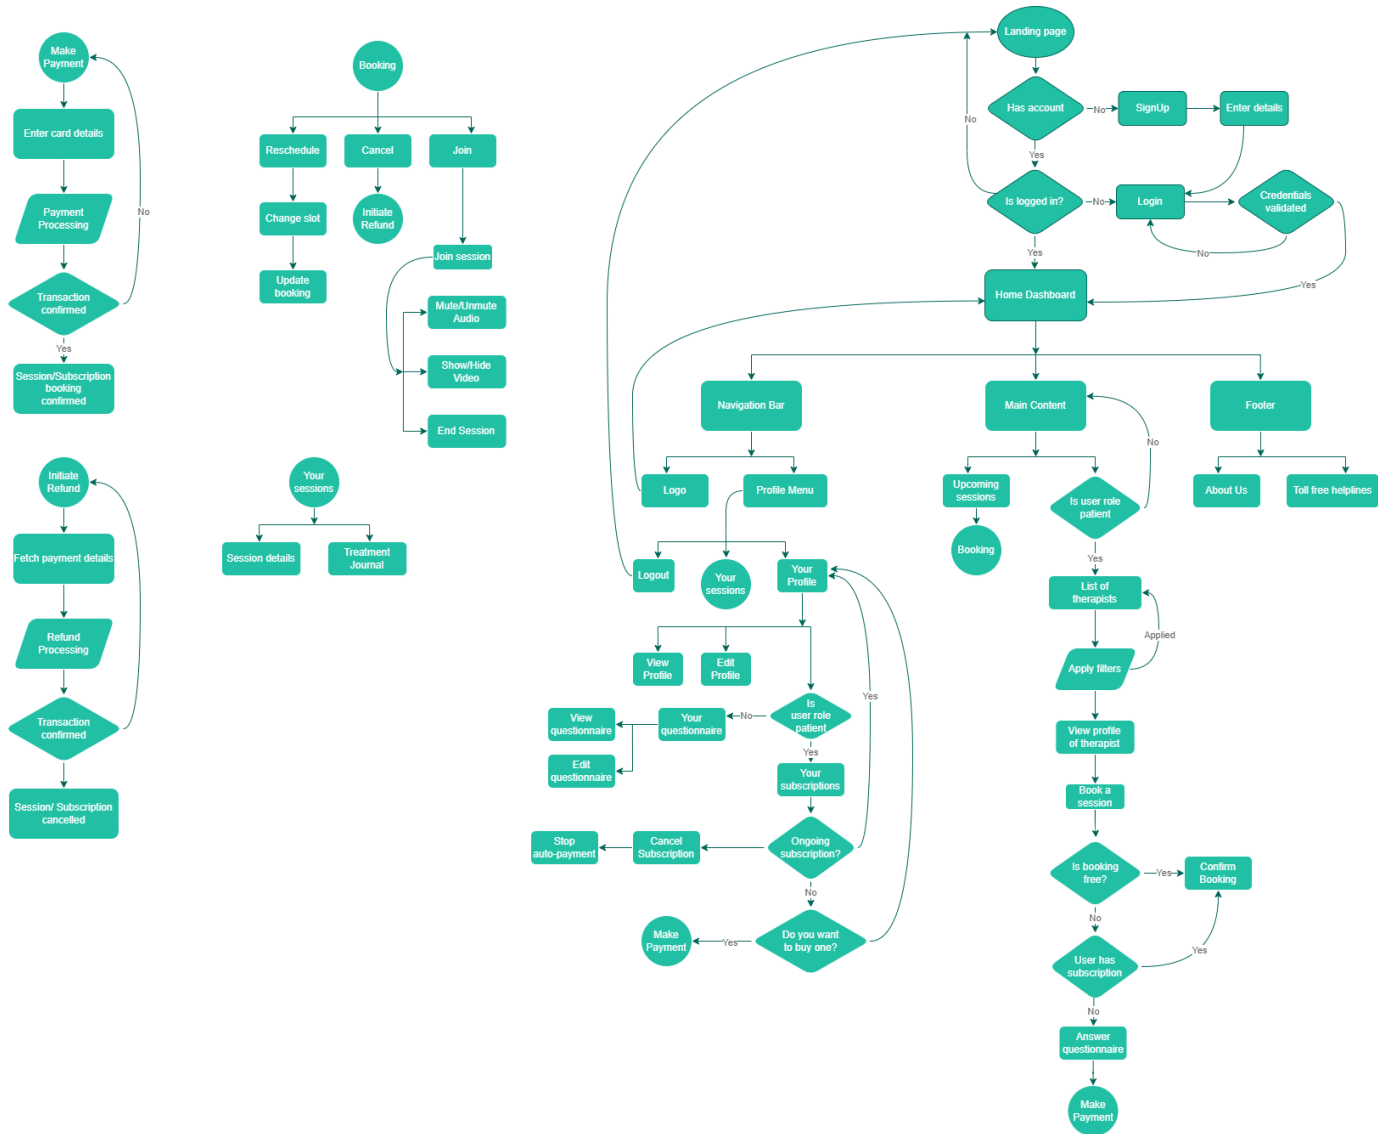 Make
Payment
Enter card details
Payment
Processing
No
Transaction
confirmed
Yes
Session/Subscription
booking
confirmed
Initiate
Refund
Fetch payment details
Refund
Processing
Transaction
confirmed
Session/ Subscription
cancelled
Booking
Reschedule
Cancel
Join
Change slot
Initiate
Refund
Update
booking
Join session
Mute/Unmute
Audio
Show/Hide
Video
End Session
Your
sessions
Session details
Treatment
Journal
Landing page
Has account
No
SignUp
Enter details
No
Yes
Is logged in?
No
Login
Credentials
validated
No
Yes
Yes
Home Dashboard
Navigation Bar
Main Content
Footer
No
Logo
Profile Menu
Upcoming
sessions
Is user role
patient
About Us
Toll free helplines
Booking
Yes
Logout
Your
sessions
Your
Profile
List of
therapists
Applied
Apply filters
View
Profile
Edit
Profile
Yes
Is
user role
patient
No
Your
questionnaire
View
questionnaire
Edit
questionnaire
Yes
Your
subscriptions
Ongoing
subscription?
Cancel
Subscription
Stop
auto-payment
No
Do you want
to buy one?
Yes
Make
Payment
View profile
of therapist
Book a
session
Is booking
free?
Yes
Confirm
Booking
No
User has
subscription
Yes
No
Answer
questionnaire
Make
Payment